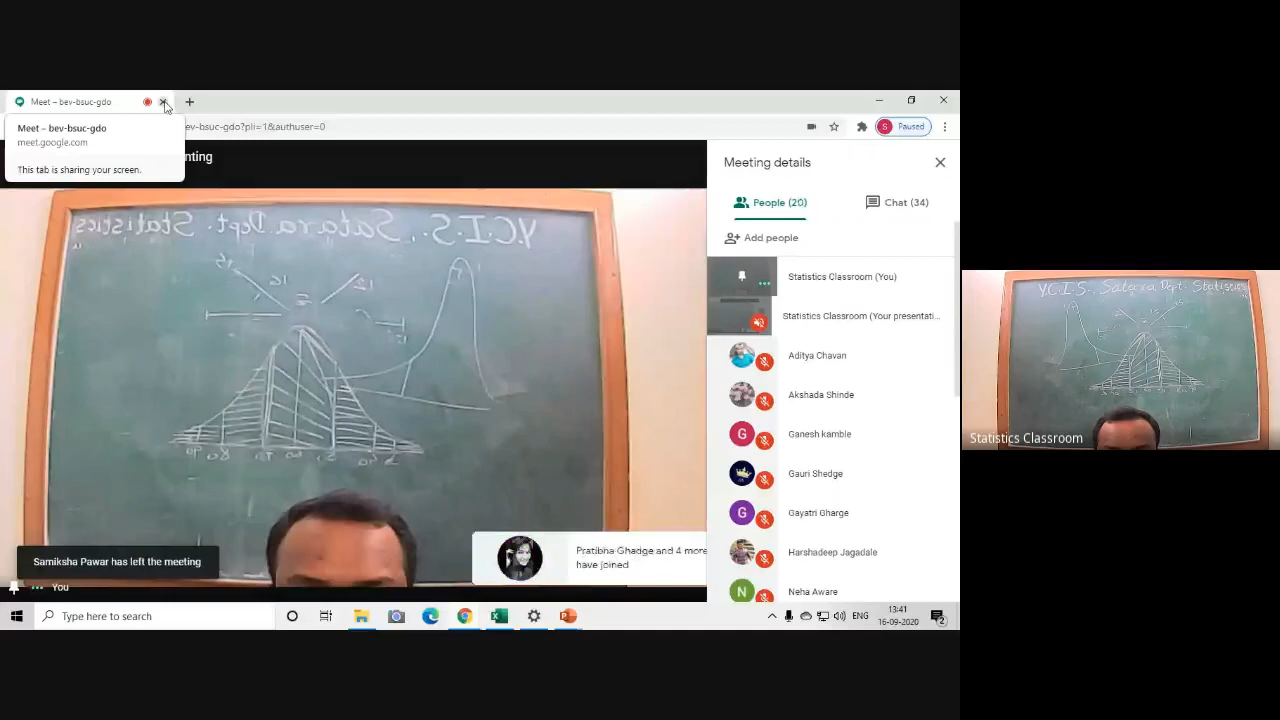 Meet – bev-bsuc-gdo
Meet – bev-bsuc-gdo
meet.google.com
This tab is sharing your screen.
ev-bsuc-gdo?pli=1&authuser=0
Paused
S
nting
Y.C.I.S., Satara Dept. Statistics
Meeting details
People (20)
Chat (34)
Add people
Statistics Classroom (You)
Statistics Classroom (Your presentati...
Aditya Chavan
Akshada Shinde
G
Ganesh kamble
Gauri Shedge
G
Gayatri Gharge
Harshadeep Jagadale
N
Neha Aware
Samiksha Pawar has left the meeting
Pratibha Ghadge and 4 more
have joined
You
Type here to search
ENG
13:41
16-09-2020
2
Y.C.I.S., Satara Dept. Statistics
Statistics Classroom